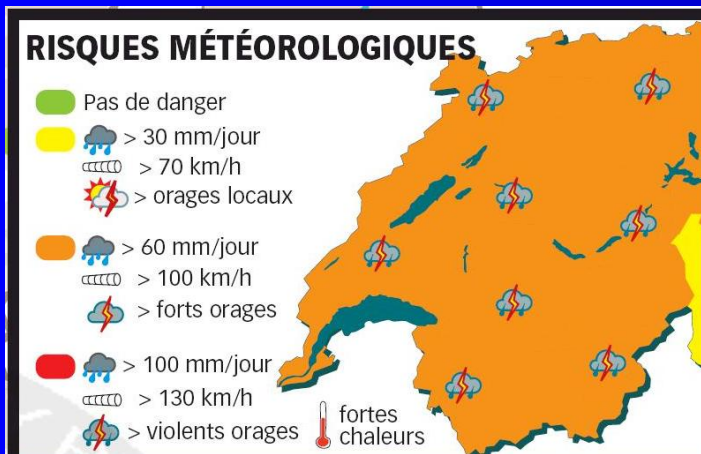 RISQUES MÉTÉOROLOGIQUES
Pas de danger
> 30 mm/jour
> 70 km/h
> orages locaux
> 60 mm/jour
> 100 km/h
> forts orages
> 100 mm/jour
> 130 km/h
> violents orages
fortes
chaleurs